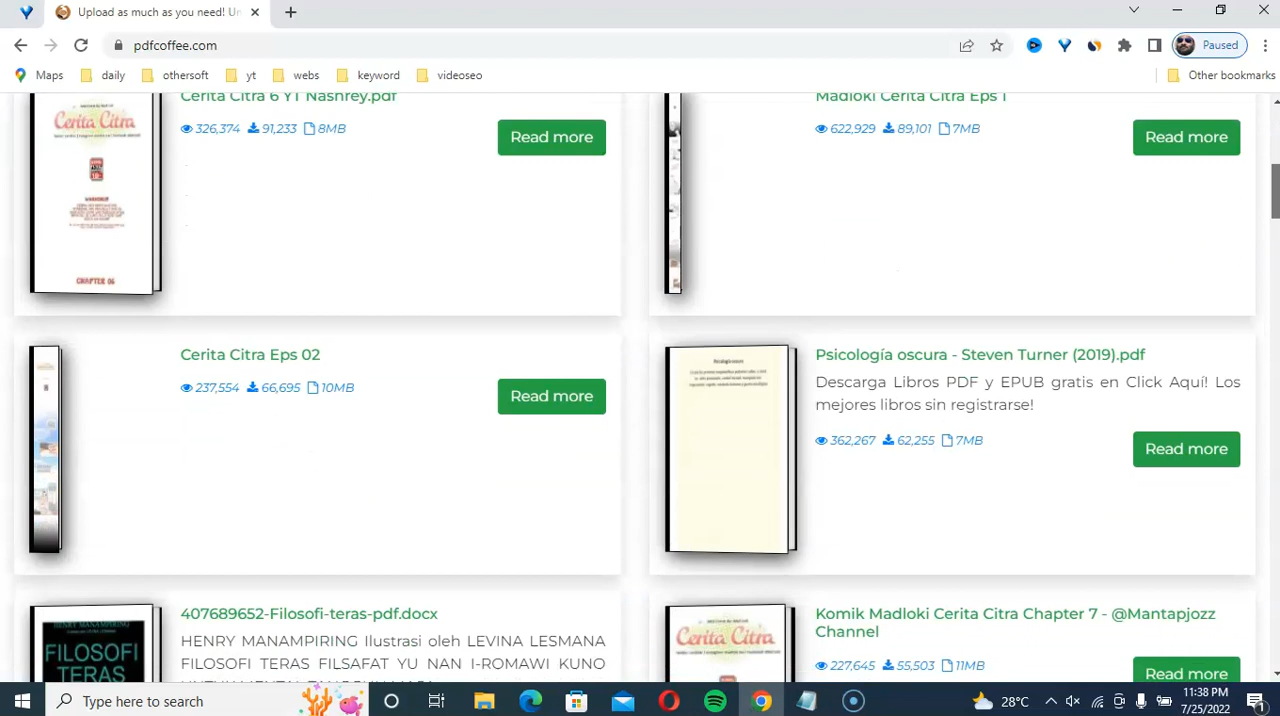 Upload as much as you need! Un
pdfcoffee.com
Paused
Maps
daily
othersoft
yt
webs
keyword
videoseo
Other bookmarks
Cerita Citra 6 YT Nashrey.pdf
326,374 91,233 8MB
Read more
Madloki Cerita Citra Eps 1
622,929 89,101 7MB
Read more
Cerita Citra
WARNING!
CHAPTER 06
Cerita Citra Eps 02
237,554 66,695 10MB
Read more
Psicología oscura - Steven Turner (2019).pdf
Descarga Libros PDF y EPUB gratis en Click Aquí! Los
mejores libros sin registrarse!
362,267 62,255 7MB
Read more
Psicología oscura
407689652-Filosofi-teras-pdf.docx
HENRY MANAMPIRING Ilustrasi oleh LEVINA LESMANA
FILOSOFI TERAS FILSAFAT YU NAN I-ROMAWI KUNO
HENRY MANAMPIRING
FILOSOFI
TERAS
Komik Madloki Cerita Citra Chapter 7 - @Mantapjozz
Channel
227,645 55,503 11MB
Read more
Cerita Citra
Type here to search
28°C
11:38 PM
7/25/2022
1